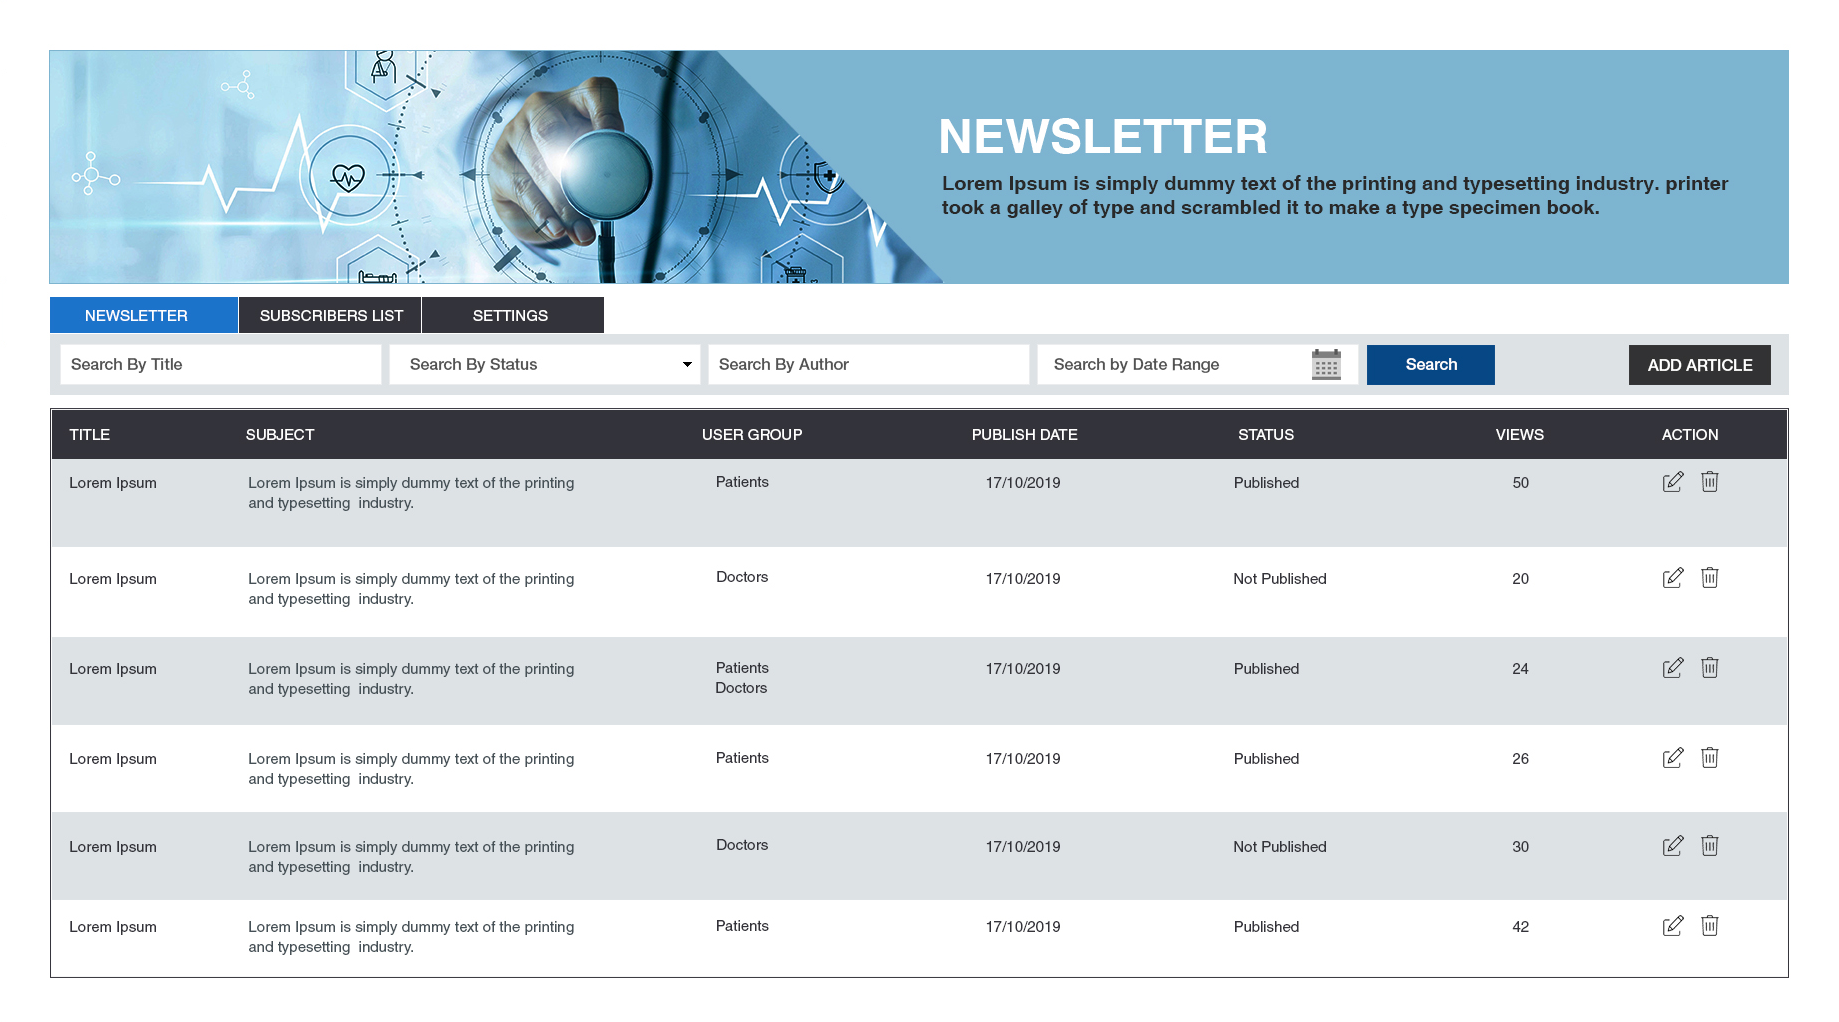 NEWSLETTER
Lorem Ipsum is simply dummy text of the printing and typesetting industry. printer
took a galley of type and scrambled it to make a type specimen book.
NEWSLETTER SUBSCRIBERS LIST SETTINGS
Search By Title Search By Status Search By Author Search by Date Range Search ADD ARTICLE
TITLE SUBJECT USER GROUP PUBLISH DATE STATUS VIEWS ACTION
Lorem Ipsum Lorem Ipsum is simply dummy text of the printing Patients 17/10/2019 Published 50
and typesetting industry.
Lorem Ipsum Lorem Ipsum is simply dummy text of the printing Doctors 17/10/2019 Not Published 20
and typesetting industry.
Lorem Ipsum Lorem Ipsum is simply dummy text of the printing Patients 17/10/2019 Published 24
and typesetting industry. Doctors
Lorem Ipsum Lorem Ipsum is simply dummy text of the printing Patients 17/10/2019 Published 26
and typesetting industry.
Lorem Ipsum Lorem Ipsum is simply dummy text of the printing Doctors 17/10/2019 Not Published 30
and typesetting industry.
Lorem Ipsum Lorem Ipsum is simply dummy text of the printing Patients 17/10/2019 Published 42
and typesetting industry.